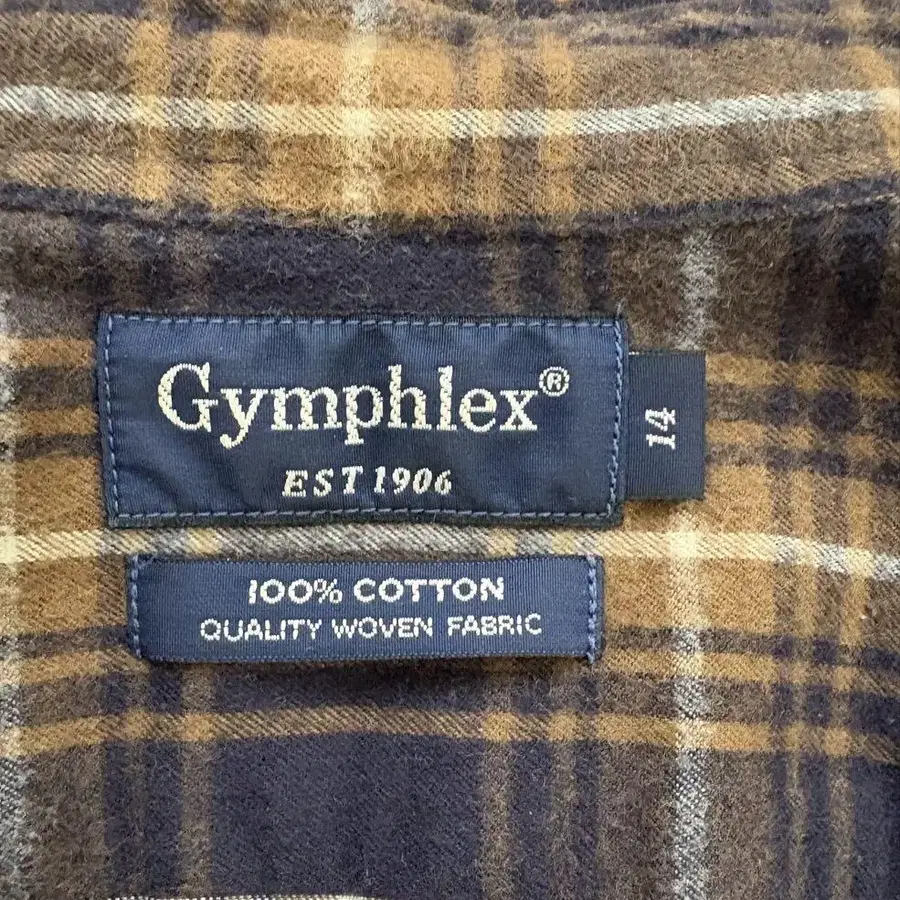 Gymphlex®
EST 1906
14
100% COTTON
QUALITY WOVEN FABRIC